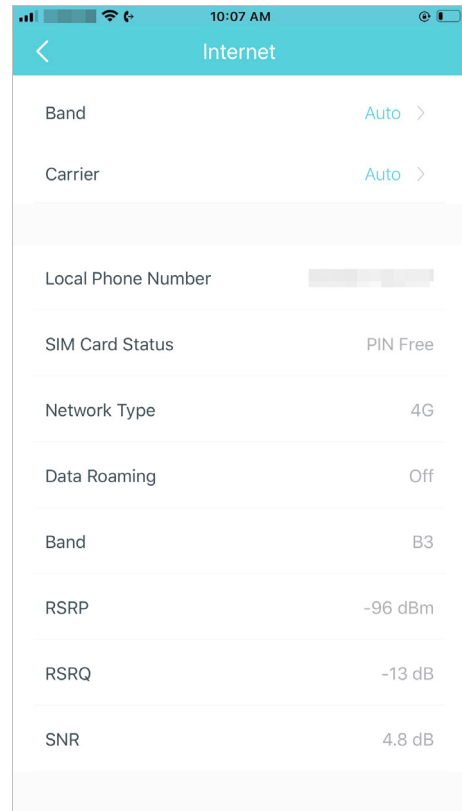 10:07 AM
Internet
Band Auto
Carrier Auto
Local Phone Number
SIM Card Status PIN Free
Network Type 4G
Data Roaming Off
Band B3
RSRP -96 dBm
RSRQ -13 dB
SNR 4.8 dB